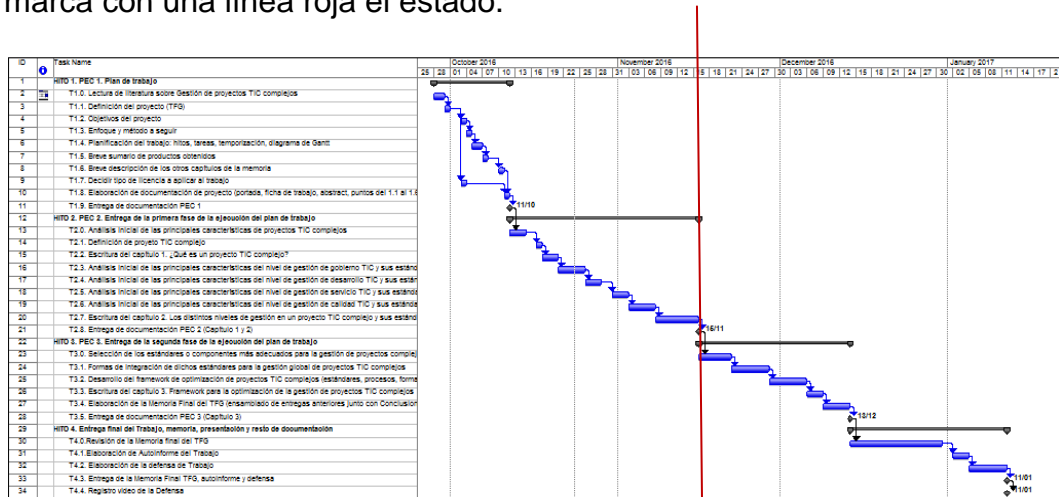 marca con una línea roja el estado.
ID Task Name October 2016 November 2016 December 2016 January 2017
25 28 01 04 07 10 13 16 19 22 25 28 31 03 06 09 12 15 18 21 24 27 30 03 06 09 12 15 18 21 24 27 30 02 05 08 11 14 17 2
1 HITO 1. PEC 1. Plan de trabajo
2 T1.0. Lectura de literatura sobre Gestión de proyectos TIC complejos
3 T1.1. Definición del proyecto (TFG)
4 T1.2. Objetivos del proyecto
5 T1.3. Enfoque y método a seguir
6 T1.4. Planificación del trabajo: hitos, tareas, temporización, diagrama de Gantt
7 T1.5. Breve sumario de productos obtenidos
8 T1.6. Breve descripción de los otros capítulos de la memoria
9 T1.7. Decidir tipo de licencia a aplicar al trabajo
10 T1.8. Elaboración de documentación de proyecto (portada, ficha de trabajo, abstract, puntos del 1.1 al 1.6
11 T1.9. Entrega de documentación PEC 1 11/10
12 HITO 2. PEC 2. Entrega de la primera fase de la ejecución del plan de trabajo
13 T2.0. Análisis inicial de las principales características de proyectos TIC complejos
14 T2.1. Definición de proyeto TIC complejo
15 T2.2. Escritura del capítulo 1. ¿Qué es un proyecto TIC complejo?
16 T2.3. Análisis inicial de las principales características del nivel de gestión de gobierno TIC y sus estánd
17 T2.4. Análisis inicial de las principales características del nivel de gestión de desarrollo TIC y sus están
18 T2.5. Análisis inicial de las principales características del nivel de gestión de servicio TIC y sus estánda
19 T2.6. Análisis inicial de las principales características del nivel de gestión de calidad TIC y sus estánda
20 T2.7. Escritura del capítulo 2. Los distintos niveles de gestión en un proyecto TIC complejo y sus estánd
21 T2.8. Entrega de documentación PEC 2 (Capítulo 1 y 2) 15/11
22 HITO 3. PEC 3. Entrega de la segunda fase de la ejecución del plan de trabajo
23 T3.0. Selección de los estándares o componentes más adecuados para la gestión de proyectos complej
24 T3.1. Formas de integración de dichos estándares para la gestión global de proyectos TIC complejos
25 T3.2. Desarrollo del framework de optimización de proyectos TIC complejos (estándares, procesos, forma
26 T3.3. Escritura del capítulo 3. Framework para la optimización de la gestión de proyectos TIC complejos
27 T3.4. Elaboración de la Memoria Final del TFG (ensamblado de entregas anteriores junto con Conclusion
28 T3.5. Entrega de documentación PEC 3 (Capítulo 3) 13/12
29 HITO 4. Entrega final del Trabajo, memoria, presentación y resto de documentación
30 T4.0.Revisión de la Memoria final del TFG
31 T4.1.Elaboración de Autoinforme del Trabajo
32 T4.2. Elaboración de la defensa de Trabajo
33 T4.3. Entrega de la Memoria Final TFG, autoinforme y defensa 11/01
34 T4.4. Registro video de la Defensa 11/01